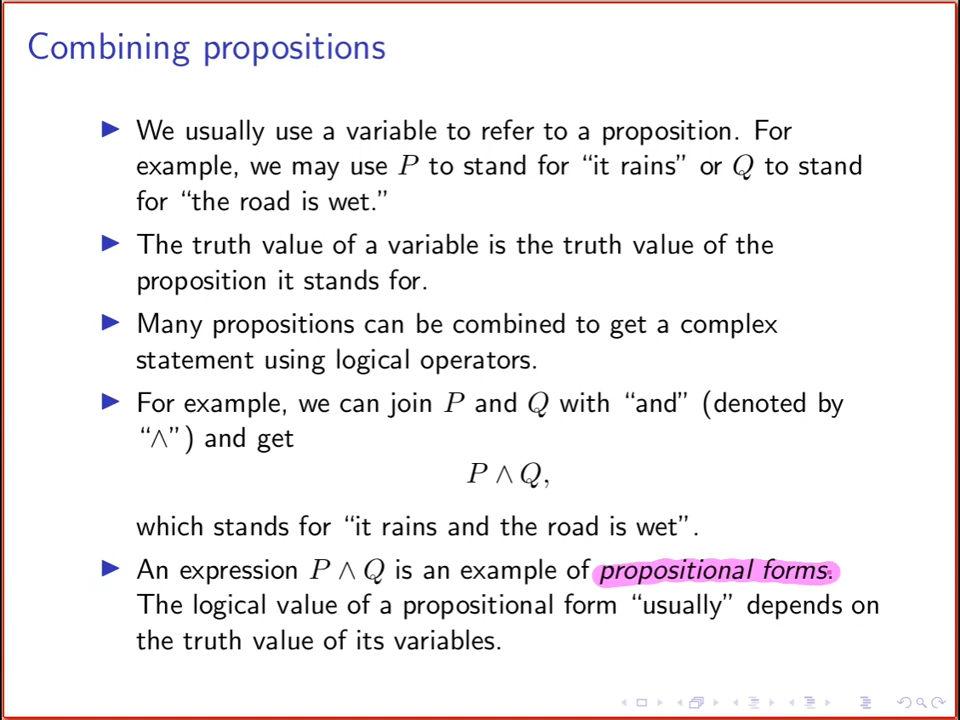 Combining propositions
▶ We usually use a variable to refer to a proposition. For
example, we may use P to stand for “it rains” or Q to stand
for “the road is wet.”
▶ The truth value of a variable is the truth value of the
proposition it stands for.
▶ Many propositions can be combined to get a complex
statement using logical operators.
▶ For example, we can join P and Q with “and” (denoted by
“∧”) and get
P ∧ Q,
which stands for “it rains and the road is wet”.
▶ An expression P ∧ Q is an example of propositional forms.
The logical value of a propositional form “usually” depends on
the truth value of its variables.